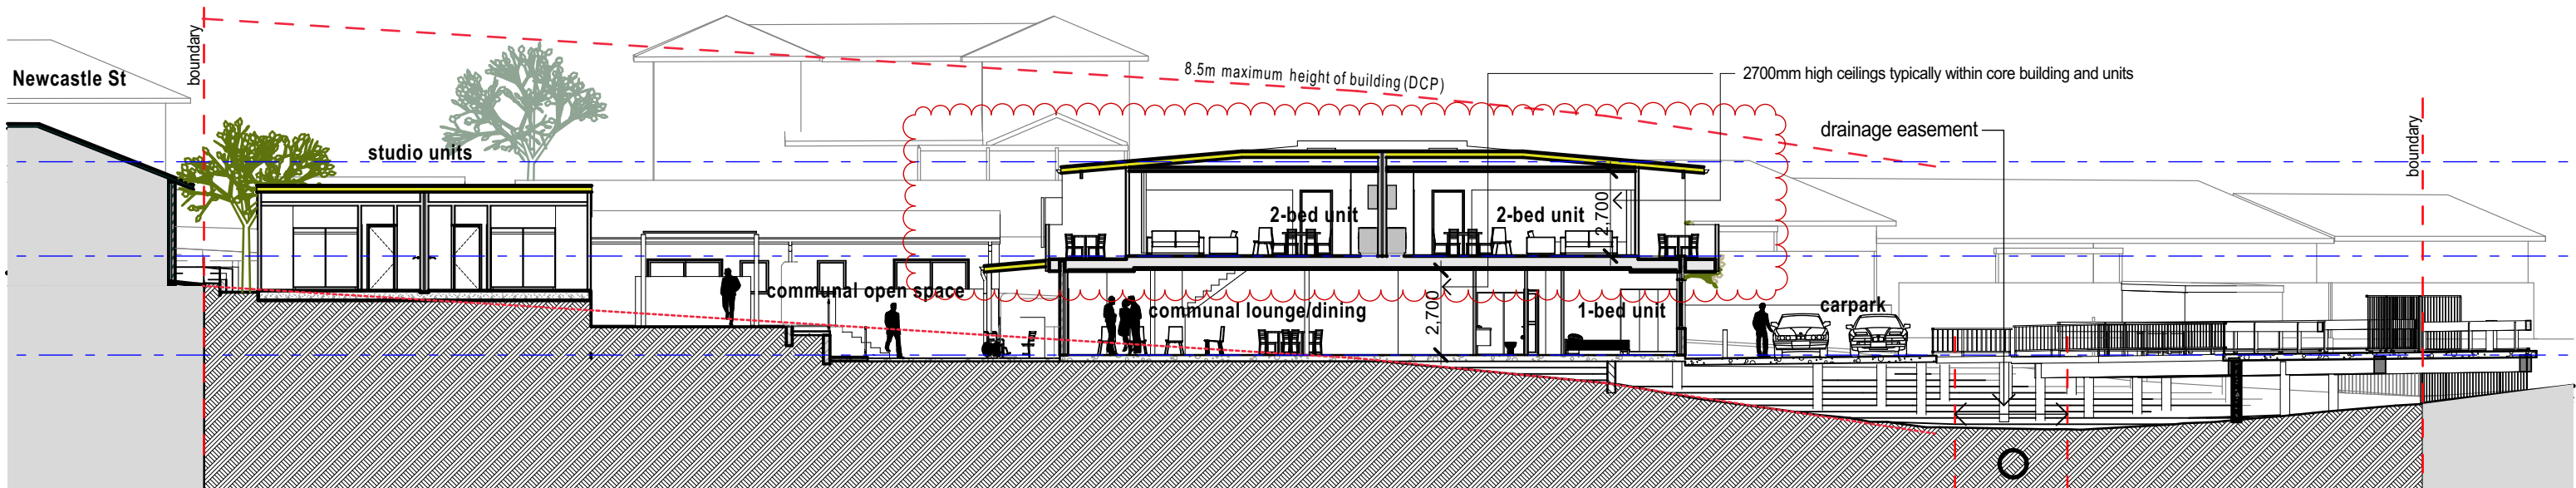 Newcastle St
boundary
studio units
8.5m maximum height of building (DCP)
2700mm high ceilings typically within core building and units
drainage easement
boundary
2-bed unit
2-bed unit
2,700
communal open space
2,700
communal lounge/dining
1-bed unit
carpark